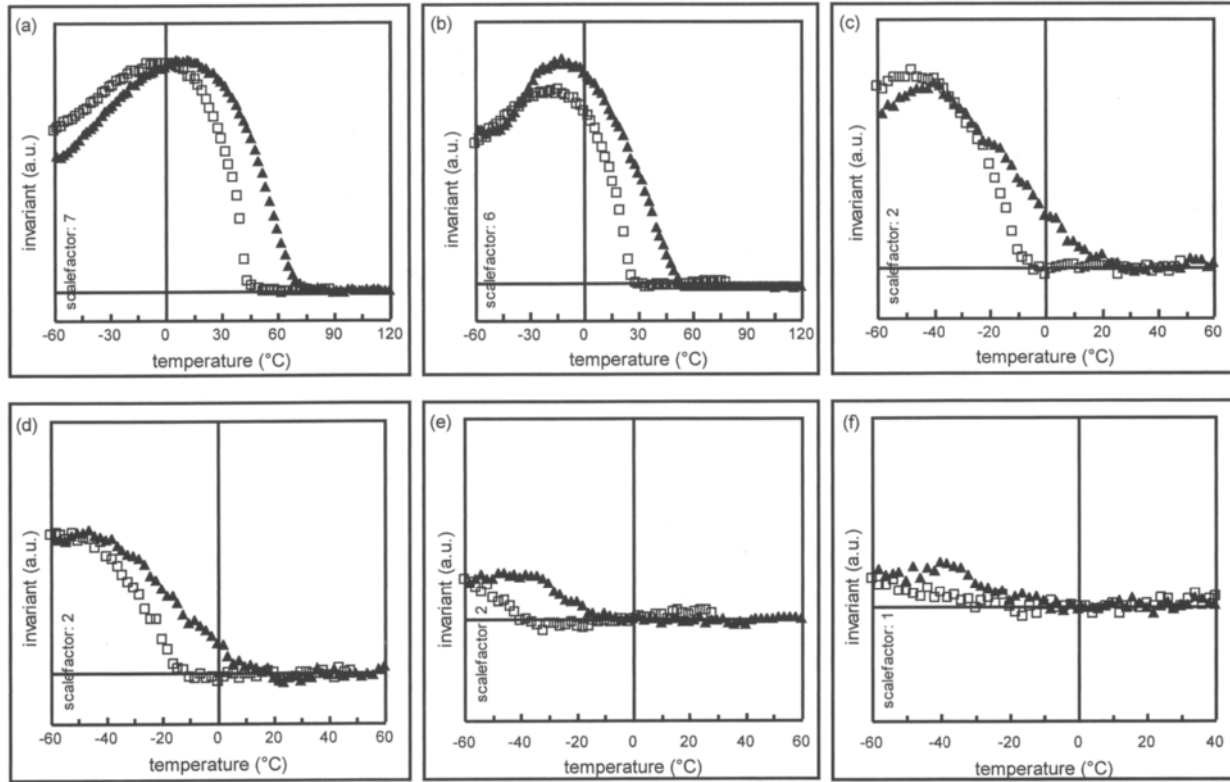 (a)
invariant (a.u.)
scalefactor: 7
-60 -30 0 30 60 90 120
temperature (°C)
(b)
invariant (a.u.)
scalefactor: 6
-60 -30 0 30 60 90 120
temperature (°C)
(c)
invariant (a.u.)
scalefactor: 2
-60 -40 -20 0 20 40 60
temperature (°C)
(d)
invariant (a.u.)
scalefactor: 2
-60 -40 -20 0 20 40 60
temperature (°C)
(e)
invariant (a.u.)
scalefactor 2
-60 -40 -20 0 20 40 60
temperature (°C)
(f)
invariant (a.u.)
scalefactor: 1
-60 -40 -20 0 20 40
temperature (°C)